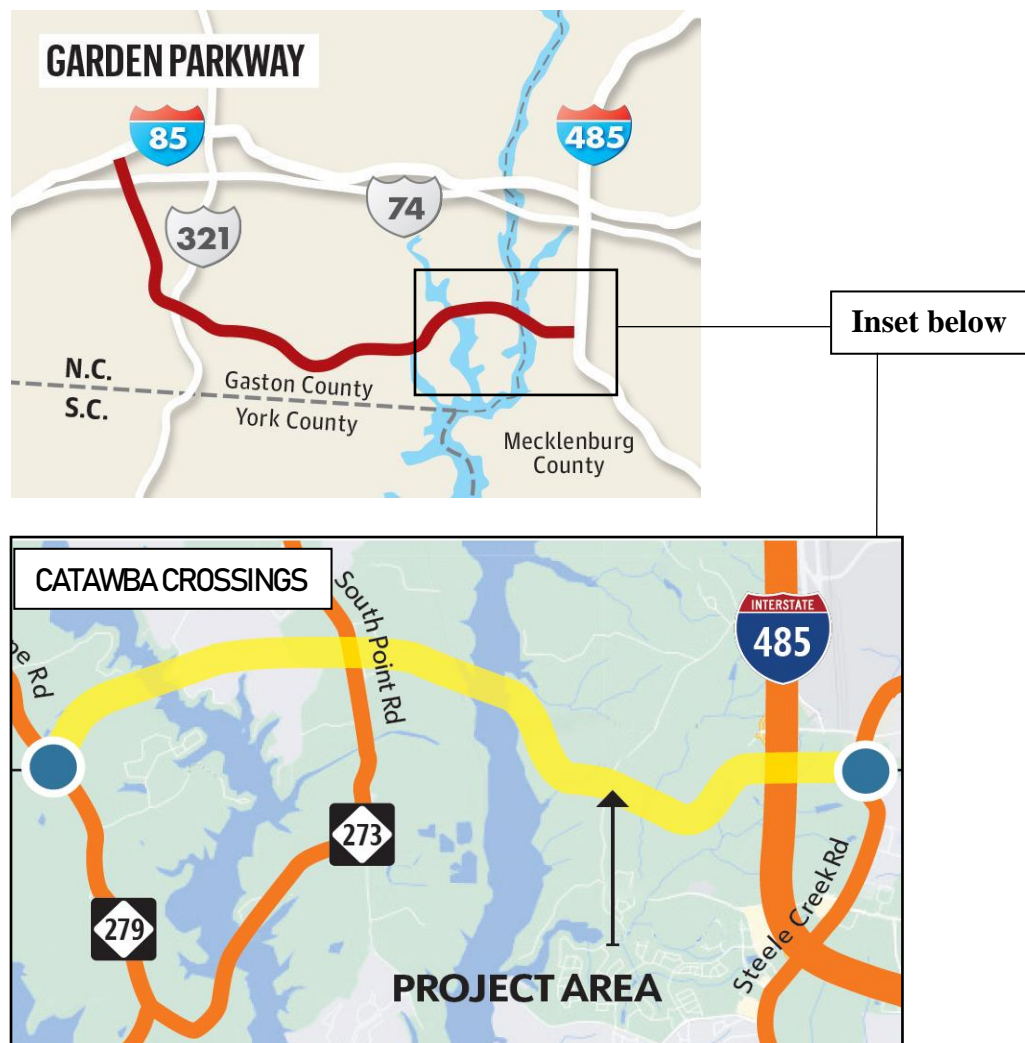 GARDEN PARKWAY
85
485
74
321
Inset below
N.C.
Gaston County
S.C.
York County
Mecklenburg
County
CATAWBA CROSSINGS
South Point Rd
INTERSTATE
485
Rd
273
279
Steele Creek Rd
PROJECT AREA